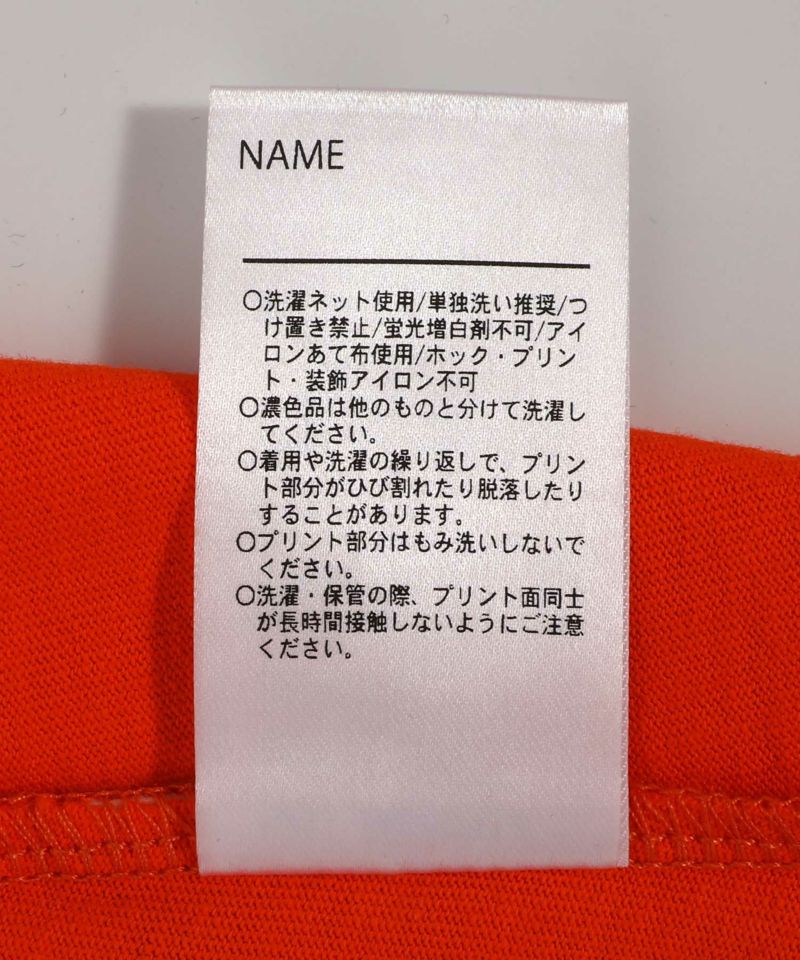 NAME
○洗濯ネット使用/単独洗い推奨/つ
け置き禁止/蛍光増白剤不可/アイ
ロンあて布使用/ホック・プリン
ト・装飾アイロン不可
○濃色品は他のものと分けて洗濯し
てください。
○着用や洗濯の繰り返しで、プリン
ト部分がひび割れたり脱落したり
することがあります。
○プリント部分はもみ洗いしないで
ください。
○洗濯・保管の際、プリント面同士
が長時間接触しないようにご注意
ください。